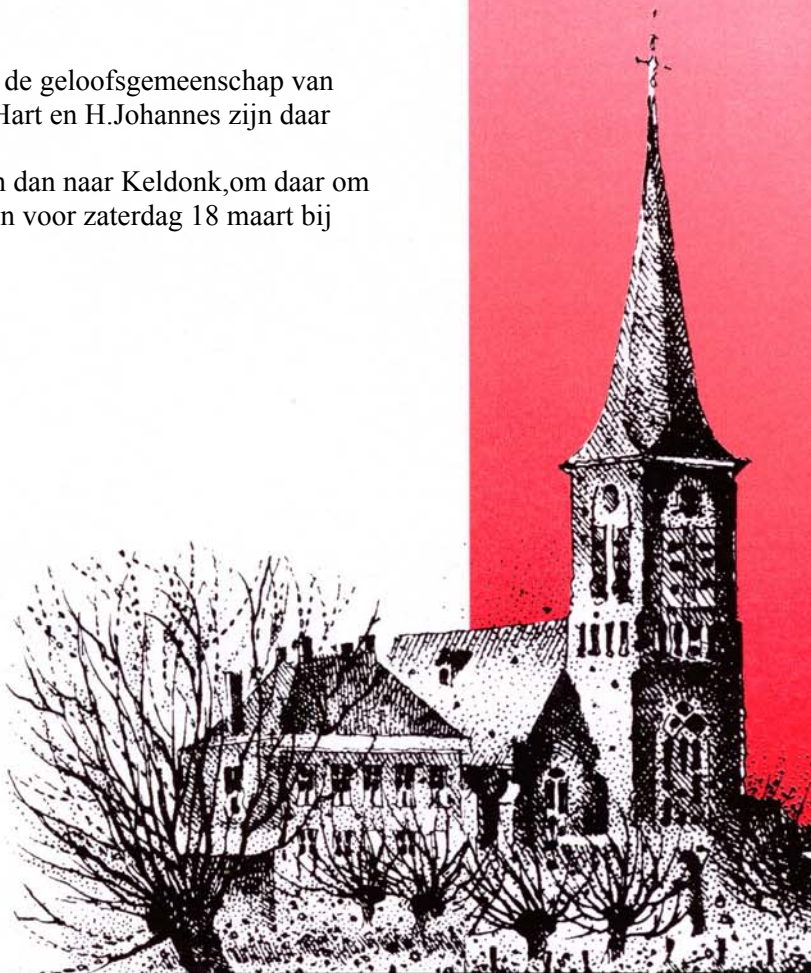 de geloofsgemeenschap van
Hart en H.Johannes zijn daar
dan naar Keldonk,om daar om
voor zaterdag 18 maart bij